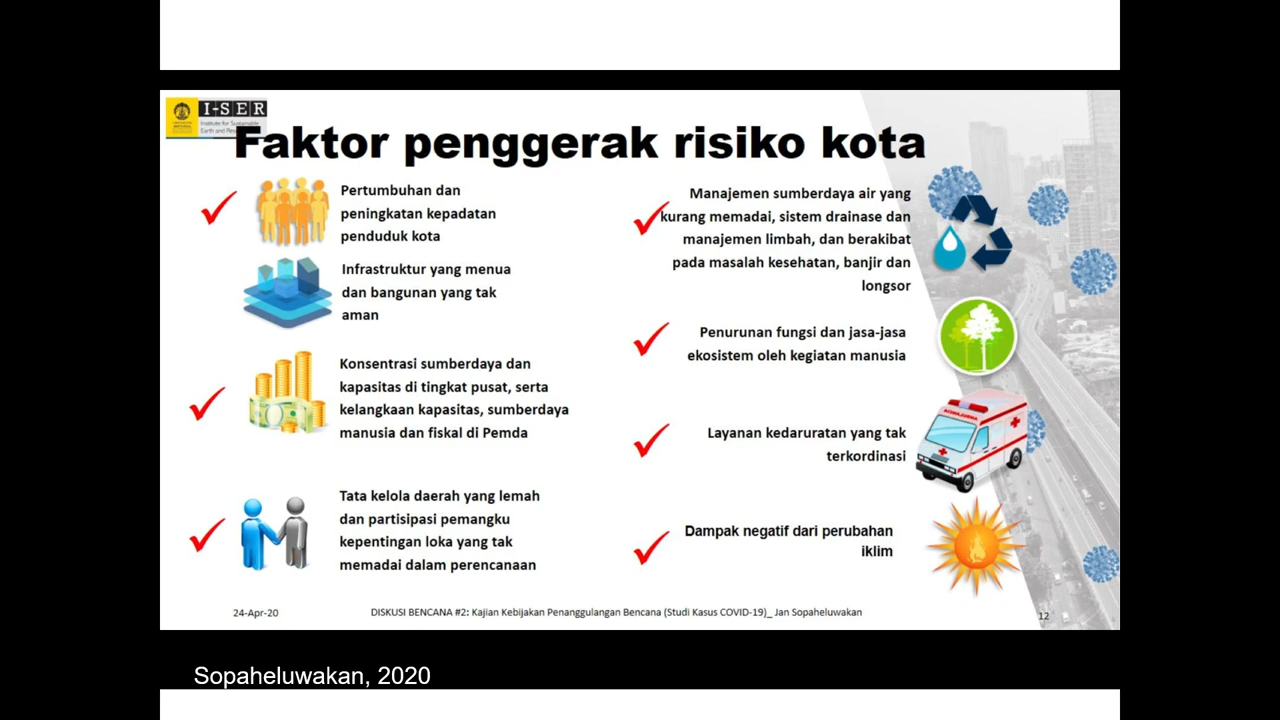 I-SER
Institute for Sustainable
Earth and
Faktor penggerak risiko kota
Pertumbuhan dan
peningkatan kepadatan
penduduk kota
Infrastruktur yang menua
dan bangunan yang tak
aman
Konsentrasi sumberdaya dan
kapasitas di tingkat pusat, serta
kelangkaan kapasitas, sumberdaya
manusia dan fiskal di Pemda
Tata kelola daerah yang lemah
dan partisipasi pemangku
kepentingan loka yang tak
memadai dalam perencanaan
Manajemen sumberdaya air yang
kurang memadai, sistem drainase dan
manajemen limbah, dan berakibat
pada masalah kesehatan, banjir dan
longsor
Penurunan fungsi dan jasa-jasa
ekosistem oleh kegiatan manusia
Layanan kedaruratan yang tak
terkordinasi
AMBULANCE
Dampak negatif dari perubahan
iklim
24-Apr-20
DISKUSI BENCANA #2: Kajian Kebijakan Penanggulangan Bencana (Studi Kasus COVID-19)_ Jan Sopaheluwakan
12
Sopaheluwakan, 2020